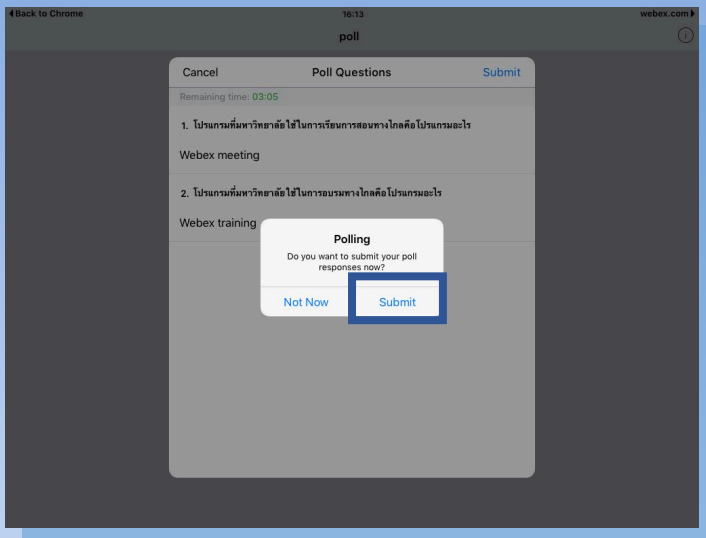 Back to Chrome
16:13
webex.com
poll
Cancel
Poll Questions
Submit
Remaining time: 03:05
1. โปรแกรมที่มหาวิทยาลัยใช้ในการเรียนการสอนทางไกลคือโปรแกรมอะไร
Webex meeting
2. โปรแกรมที่มหาวิทยาลัยใช้ในการอบรมทางไกลคือโปรแกรมอะไร
Webex training
Polling
Do you want to submit your poll
responses now?
Not Now
Submit